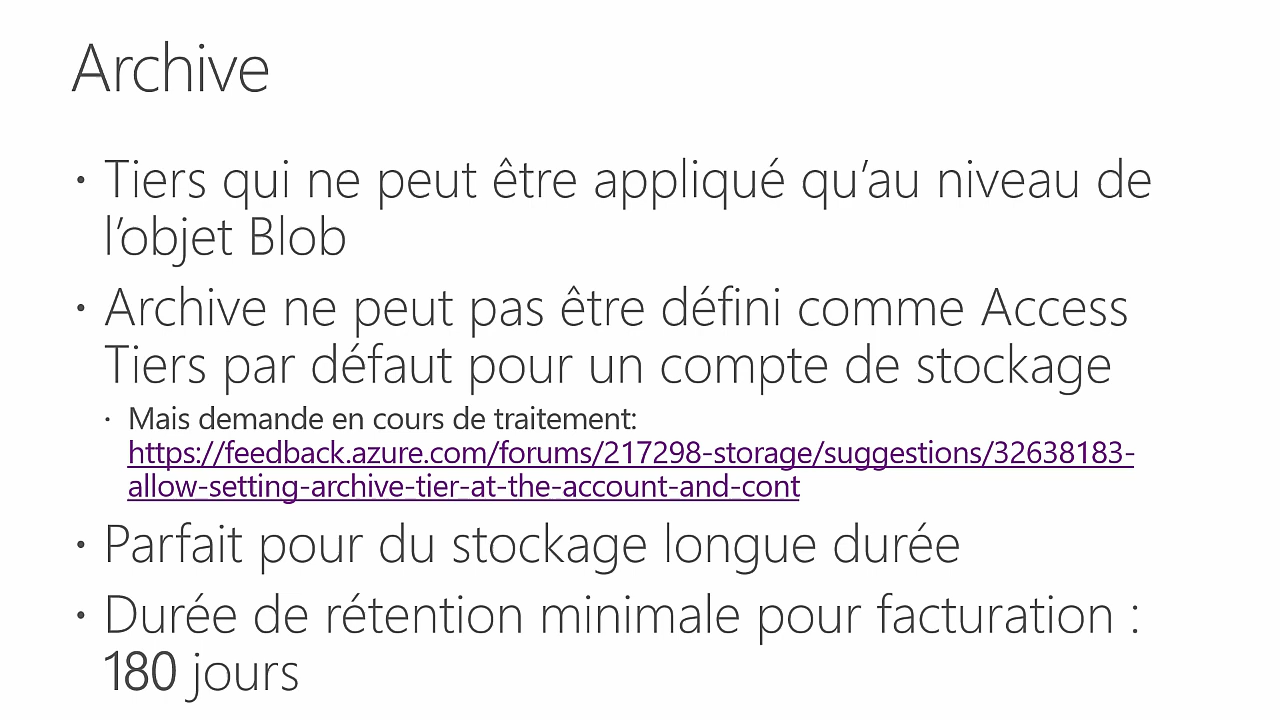 Archive
· Tiers qui ne peut être appliqué qu’au niveau de
l’objet Blob
· Archive ne peut pas être défini comme Access
Tiers par défaut pour un compte de stockage
· Mais demande en cours de traitement:
https://feedback.azure.com/forums/217298-storage/suggestions/32638183-
allow-setting-archive-tier-at-the-account-and-cont
· Parfait pour du stockage longue durée
· Durée de rétention minimale pour facturation :
180 jours